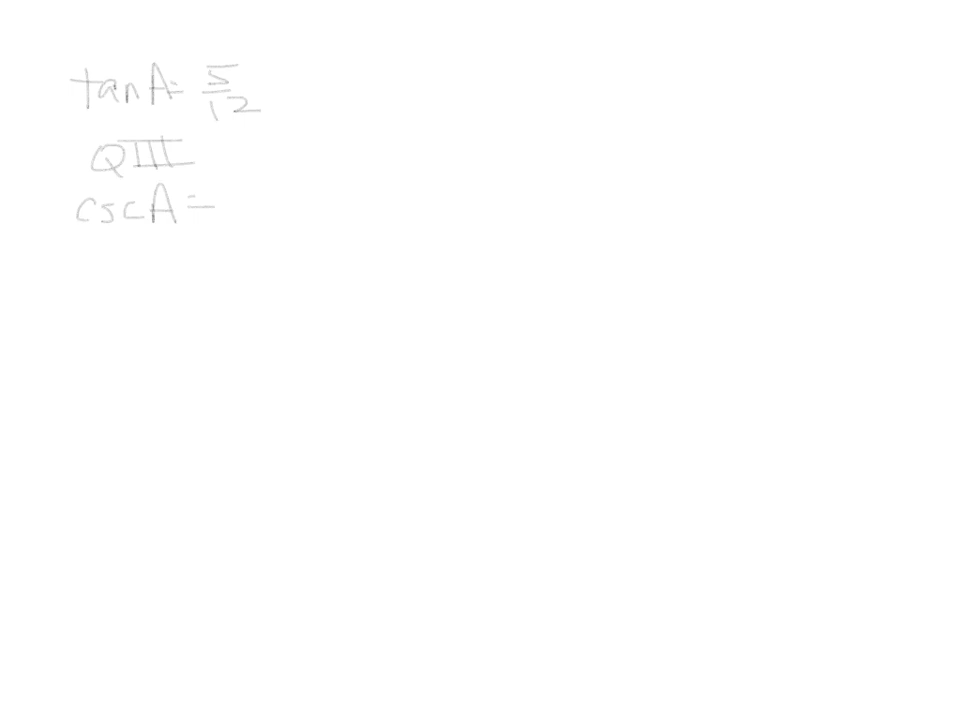 tanA = 5/12
QIII
cscA =